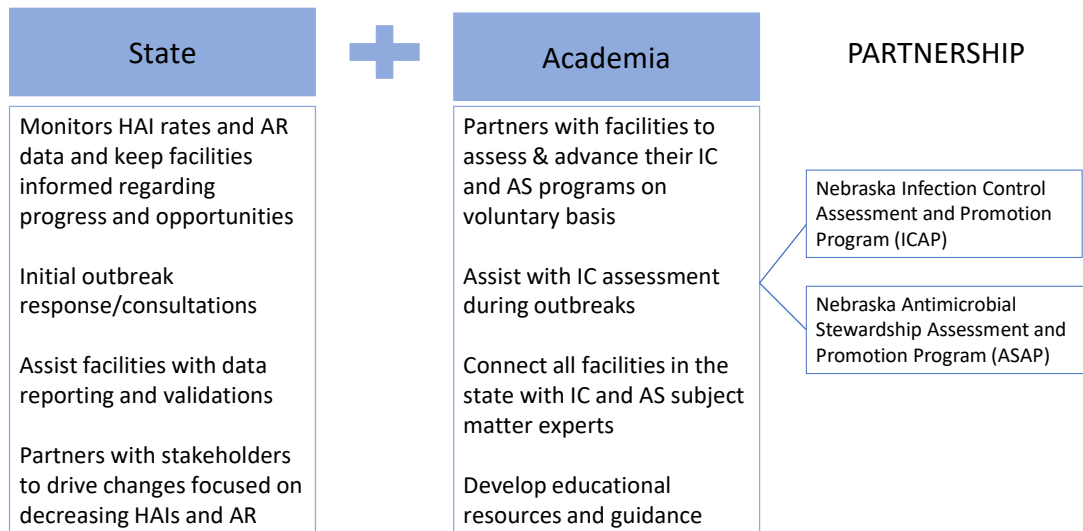 State
Academia
PARTNERSHIP
Monitors HAI rates and AR
data and keep facilities
informed regarding
progress and opportunities
Initial outbreak
response/consultations
Assist facilities with data
reporting and validations
Partners with stakeholders
to drive changes focused on
decreasing HAIs and AR
Partners with facilities to
assess & advance their IC
and AS programs on
voluntary basis
Assist with IC assessment
during outbreaks
Connect all facilities in the
state with IC and AS subject
matter experts
Develop educational
resources and guidance
Nebraska Infection Control
Assessment and Promotion
Program (ICAP)
Nebraska Antimicrobial
Stewardship Assessment and
Promotion Program (ASAP)